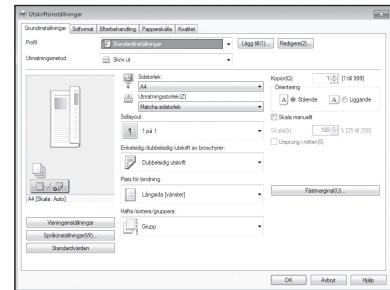 Utskriftsinställningar
Grundinställningar Sidformat Efterbehandling Papperskälla Kvalitet
Profil: Standardinställningar Lägg till(1)... Redigera(2)...
Utmatningsmetod: Skriv ut
Sidstorlek:
A4
Utmatningsstorlek(Z):
Matcha sidstorlek
Kopior(Q): 1 [1 till 999]
Orientering
A Stående A Liggande
Skala manuellt
Skala(G): 100 % [25 till 200]
Ursprung i mitten(S)
Sidlayout:
1 1 på 1
Enkelsidig/dubbelsidig/utskrift av broschyrer:
Dubbelsidig utskrift
Plats för bindning:
Långsida [vänster]
Fästmarginal(U)...
Häfta/sortera/gruppera:
Grupp
A4 [Skala: Auto]
Visningsinställningar
Språkinställningar(W)...
Standardvärden
OK Avbryt Hjälp